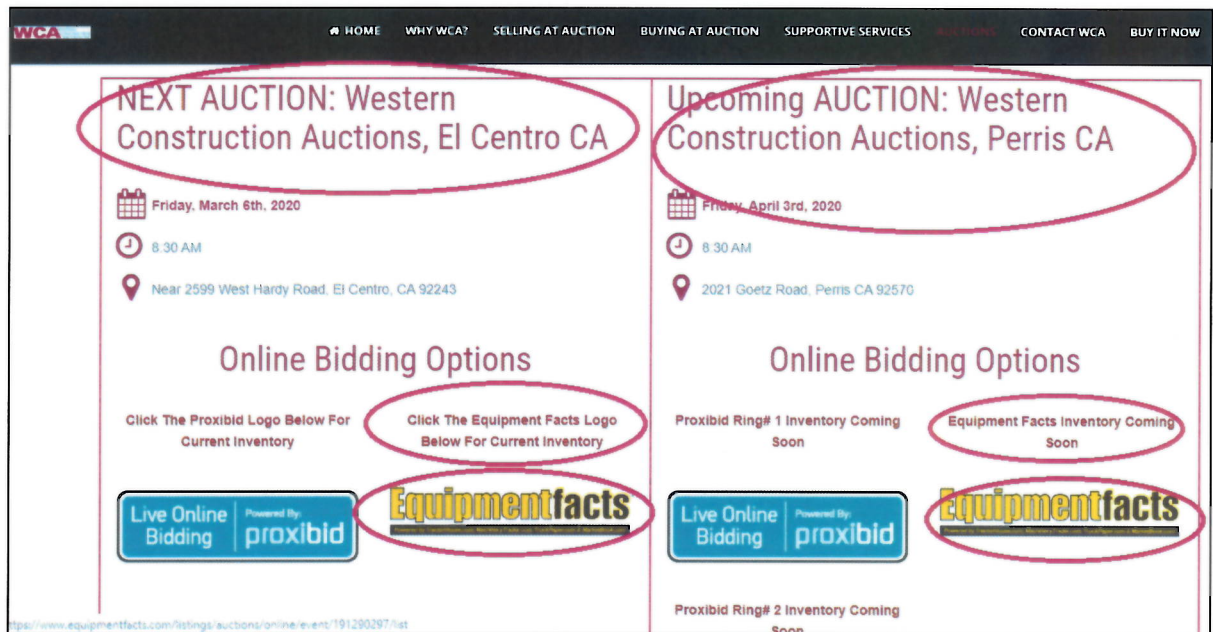 WCA
HOME WHY WCA? SELLING AT AUCTION BUYING AT AUCTION SUPPORTIVE SERVICES AUCTIONS CONTACT WCA BUY IT NOW
NEXT AUCTION: Western
Construction Auctions, El Centro CA
Friday, March 6th, 2020
8:30 AM
Near 2599 West Hardy Road, El Centro, CA 92243
Online Bidding Options
Click The Proxibid Logo Below For
Current Inventory
Click The Equipment Facts Logo
Below For Current Inventory
Live Online
Bidding
Powered By:
proxibid
Equipmentfacts
Upcoming AUCTION: Western
Construction Auctions, Perris CA
Friday, April 3rd, 2020
8:30 AM
2021 Goetz Road, Perris CA 92570
Online Bidding Options
Proxibid Ring# 1 Inventory Coming
Soon
Equipment Facts Inventory Coming
Soon
Live Online
Bidding
Powered By:
proxibid
Equipmentfacts
Proxibid Ring# 2 Inventory Coming
Soon
ttps://www.equipmentfacts.com/listings/auctions/online/event/191290297/list